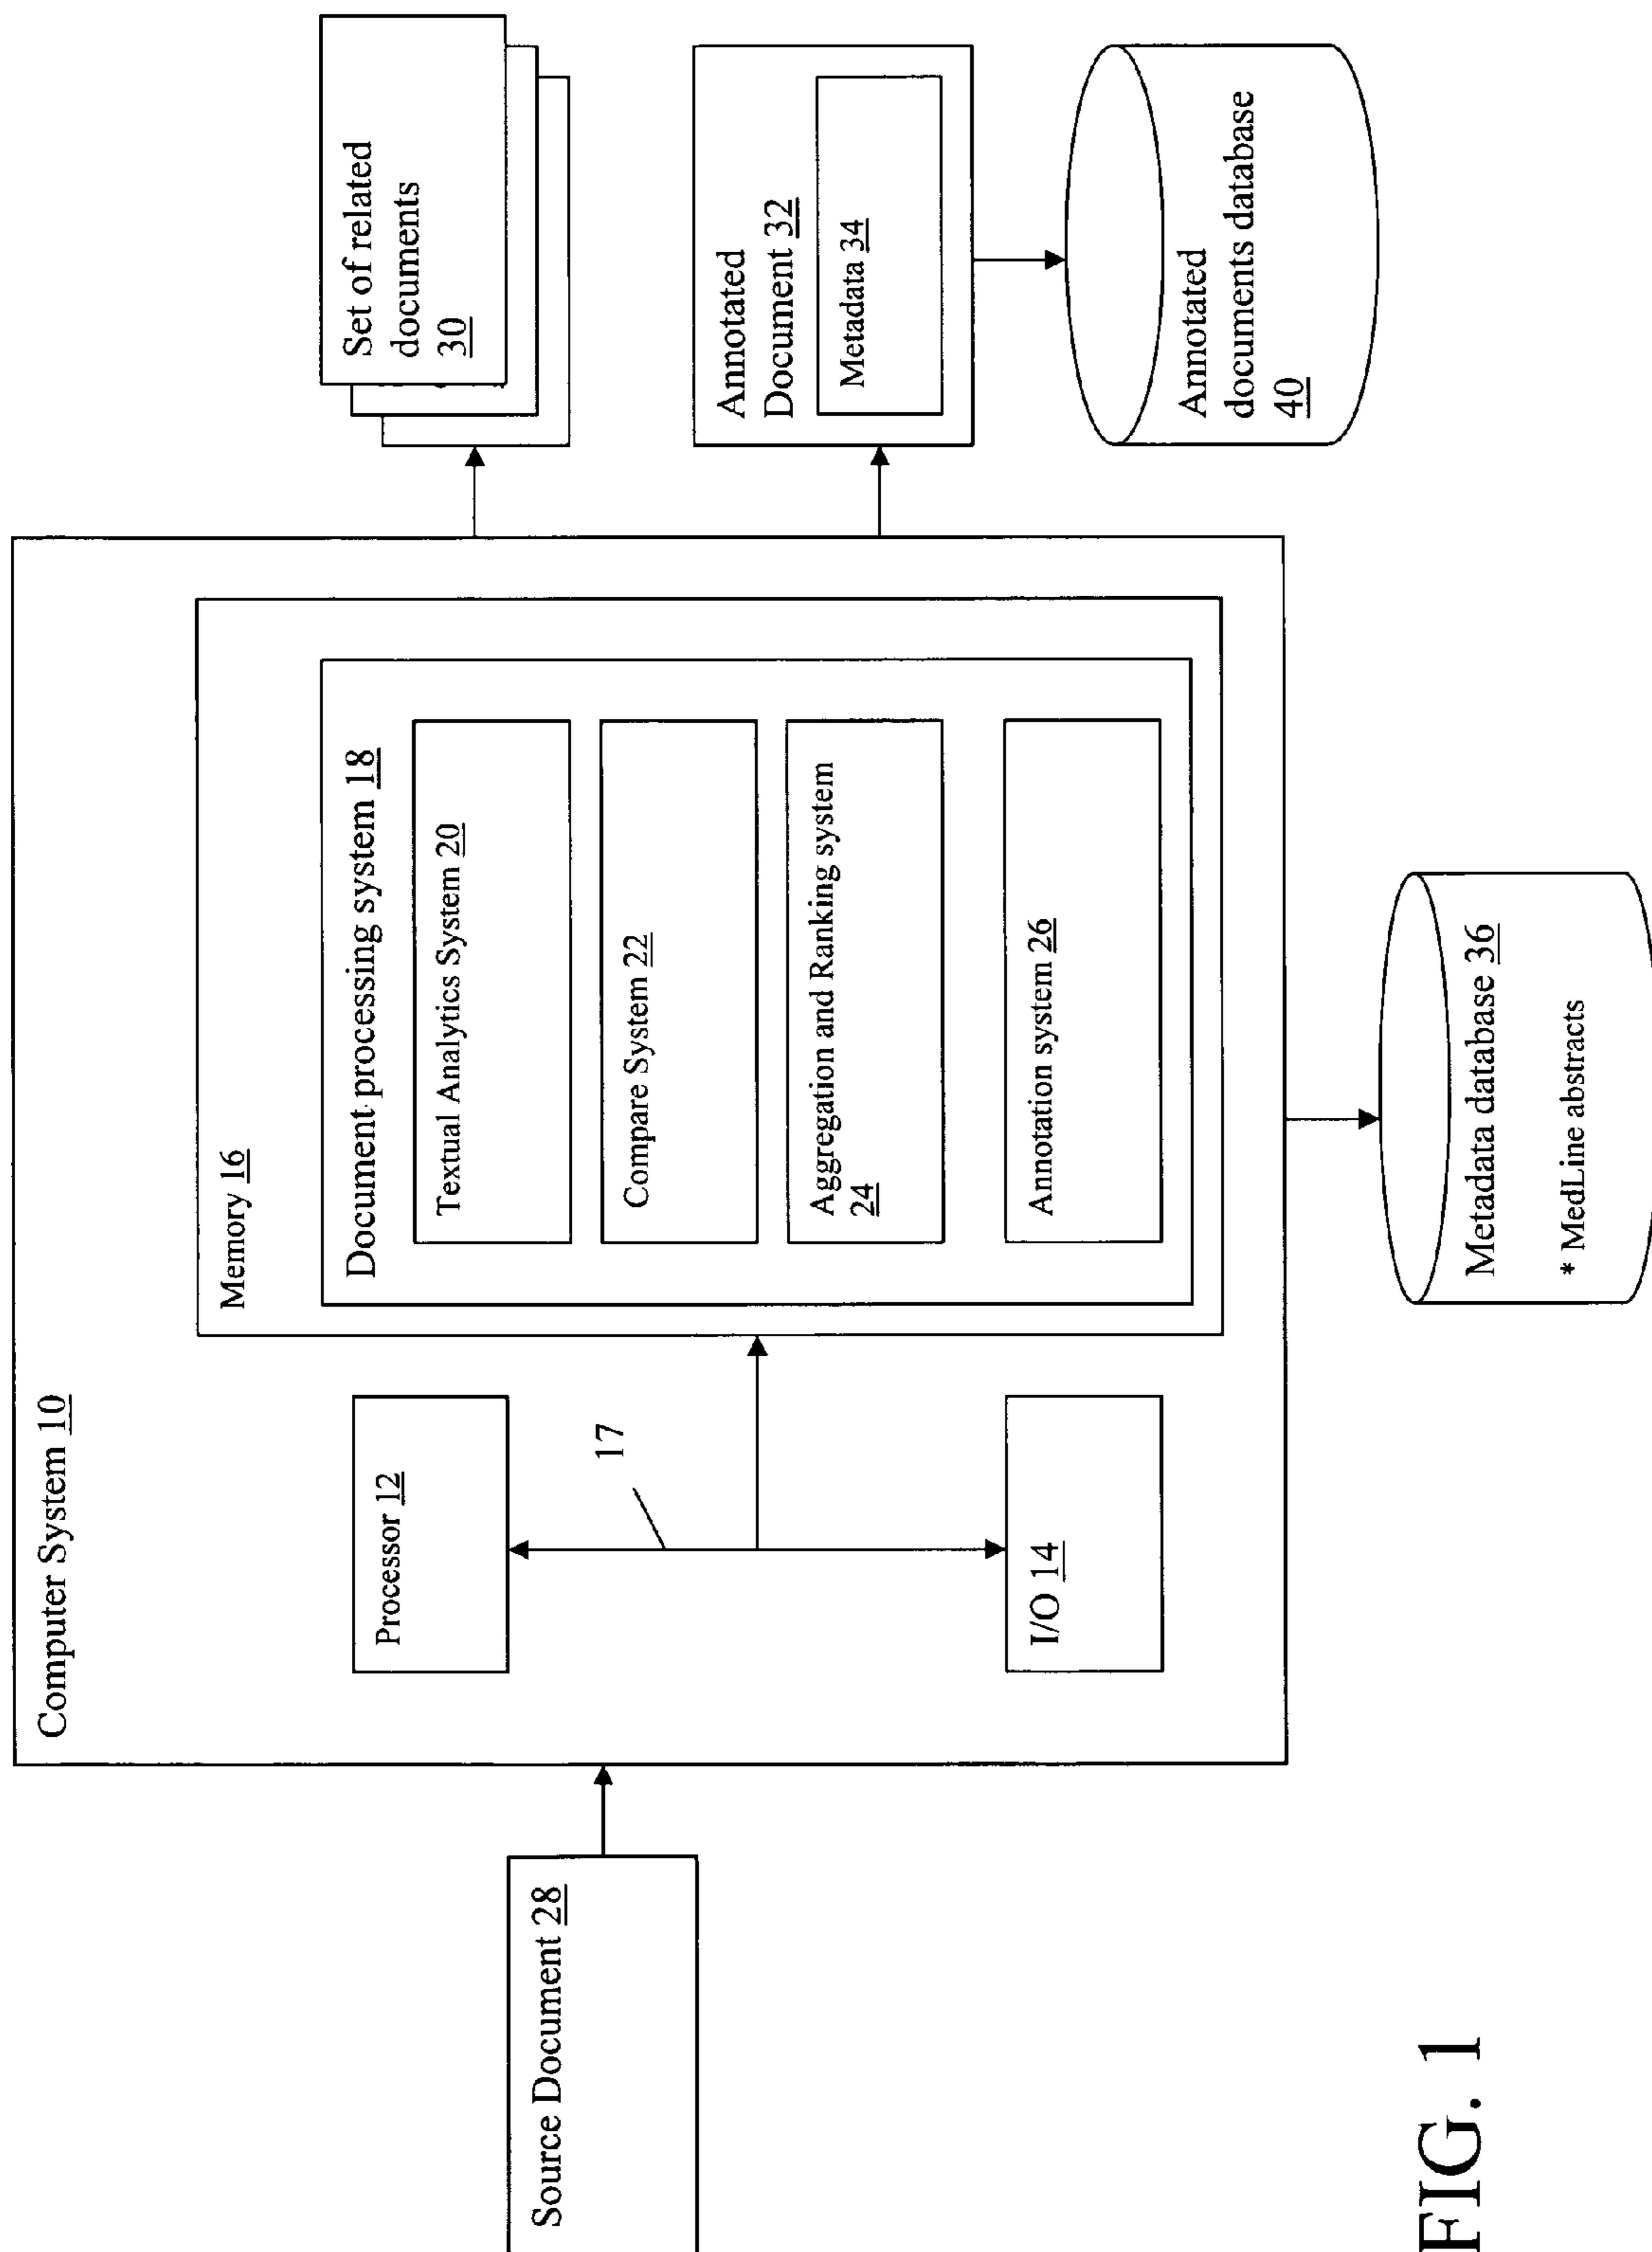 Computer System 10
Source Document 28
Processor 12
17
I/O 14
Memory 16
Document processing system 18
Textual Analytics System 20
Compare System 22
Aggregation and Ranking system
24
Annotation system 26
Set of related
documents
30
Annotated
Document 32
Metadata 34
Annotated
documents database
40
Metadata database 36
* MedLine abstracts
FIG. 1